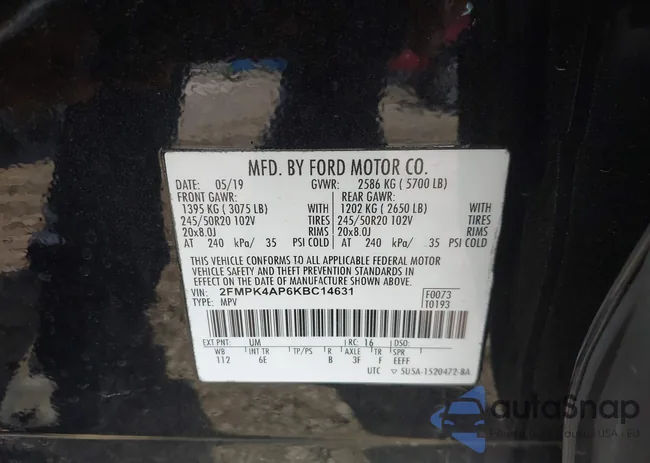 MFD. BY FORD MOTOR CO.
DATE: 05/19 GVWR: 2586 KG ( 5700 LB)
FRONT GAWR: REAR GAWR:
1395 KG ( 3075 LB) WITH 1202 KG ( 2650 LB) WITH
245/50R20 102V TIRES 245/50R20 102V TIRES
20x8.0J RIMS 20x8.0J RIMS
AT 240 kPa/ 35 PSI COLD AT 240 kPa/ 35 PSI COLD
THIS VEHICLE CONFORMS TO ALL APPLICABLE FEDERAL MOTOR
VEHICLE SAFETY AND THEFT PREVENTION STANDARDS IN
EFFECT ON THE DATE OF MANUFACTURE SHOWN ABOVE.
VIN: 2FMPK4AP6KBC14631 F0073
TYPE: MPV T0193
EXT PNT: UM RC: 16 DSO:
WB INT TR TP/PS R AXLE TR SPR
112 6E B 3F F EEFF
UTC 5U5A-1520472-BA
autoSnap